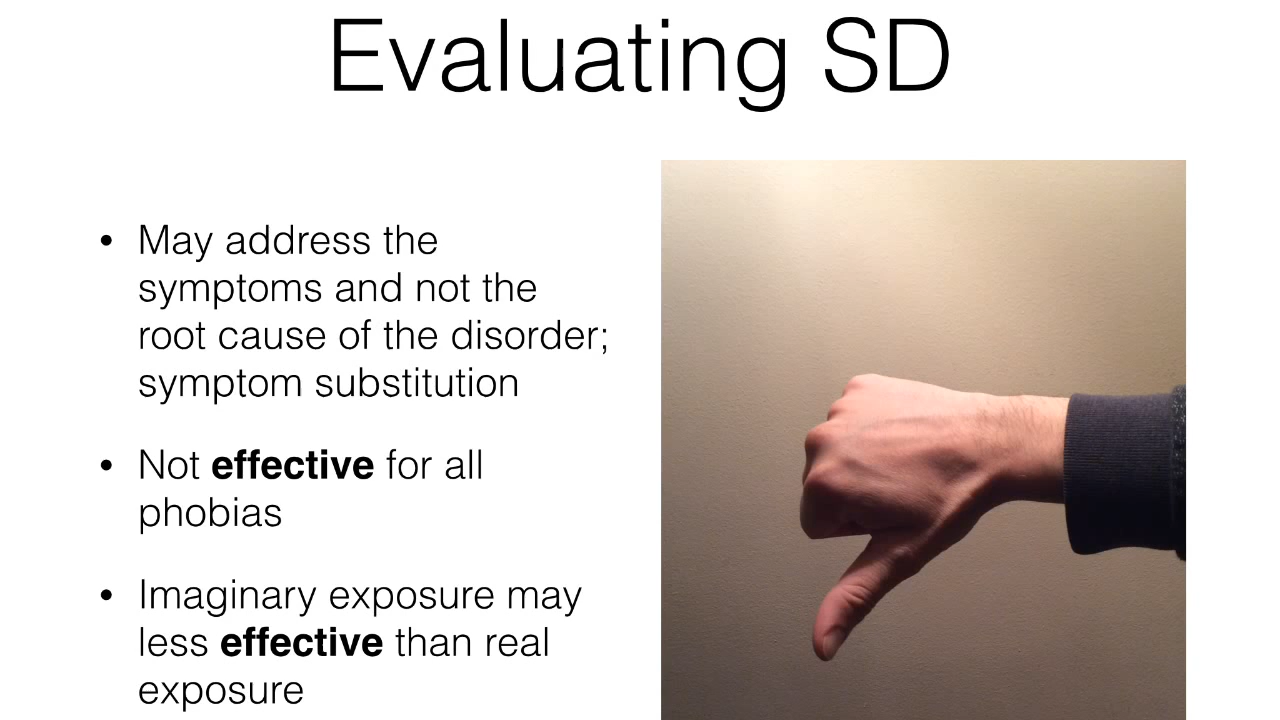 Evaluating SD
• May address the
symptoms and not the
root cause of the disorder;
symptom substitution
• Not effective for all
phobias
• Imaginary exposure may
less effective than real
exposure